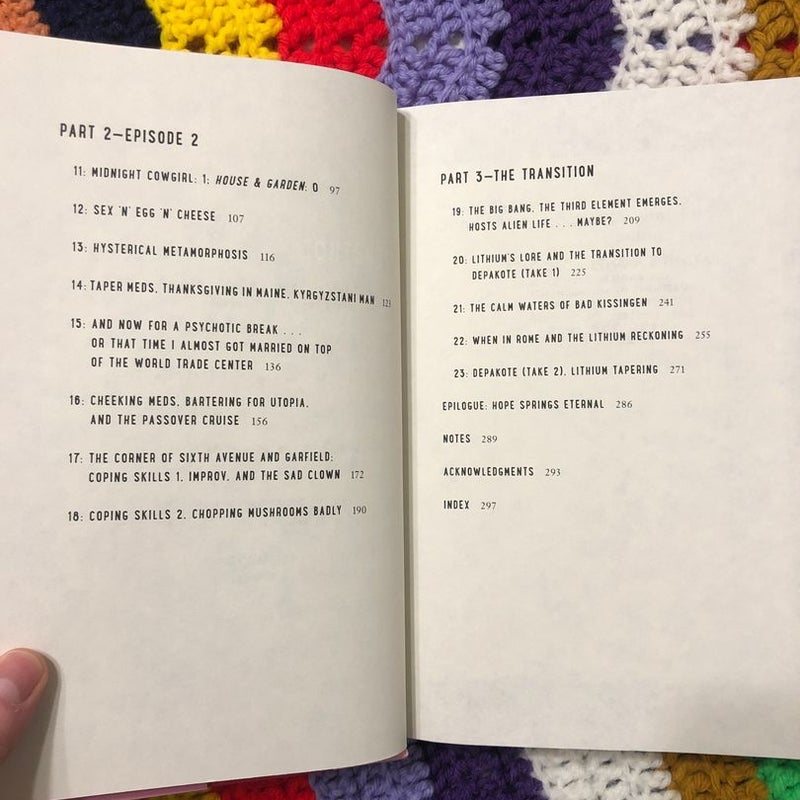 PART 2—EPISODE 2
11: MIDNIGHT COWGIRL: 1; HOUSE & GARDEN: 0 97
12: SEX 'N' EGG 'N' CHEESE 107
13: HYSTERICAL METAMORPHOSIS 116
14: TAPER MEDS, THANKSGIVING IN MAINE, KYRGYZSTANI MAN 123
15: AND NOW FOR A PSYCHOTIC BREAK . . .
OR THAT TIME I ALMOST GOT MARRIED ON TOP
OF THE WORLD TRADE CENTER 136
16: CHEEKING MEDS, BARTERING FOR UTOPIA,
AND THE PASSOVER CRUISE 156
17: THE CORNER OF SIXTH AVENUE AND GARFIELD:
COPING SKILLS 1, IMPROV, AND THE SAD CLOWN 172
18: COPING SKILLS 2, CHOPPING MUSHROOMS BADLY 190
PART 3—THE TRANSITION
19: THE BIG BANG, THE THIRD ELEMENT EMERGES,
HOSTS ALIEN LIFE . . . MAYBE? 209
20: LITHIUM'S LORE AND THE TRANSITION TO
DEPAKOTE (TAKE 1) 225
21: THE CALM WATERS OF BAD KISSINGEN 241
22: WHEN IN ROME AND THE LITHIUM RECKONING 255
23: DEPAKOTE (TAKE 2), LITHIUM TAPERING 271
EPILOGUE: HOPE SPRINGS ETERNAL 286
NOTES 289
ACKNOWLEDGMENTS 293
INDEX 297